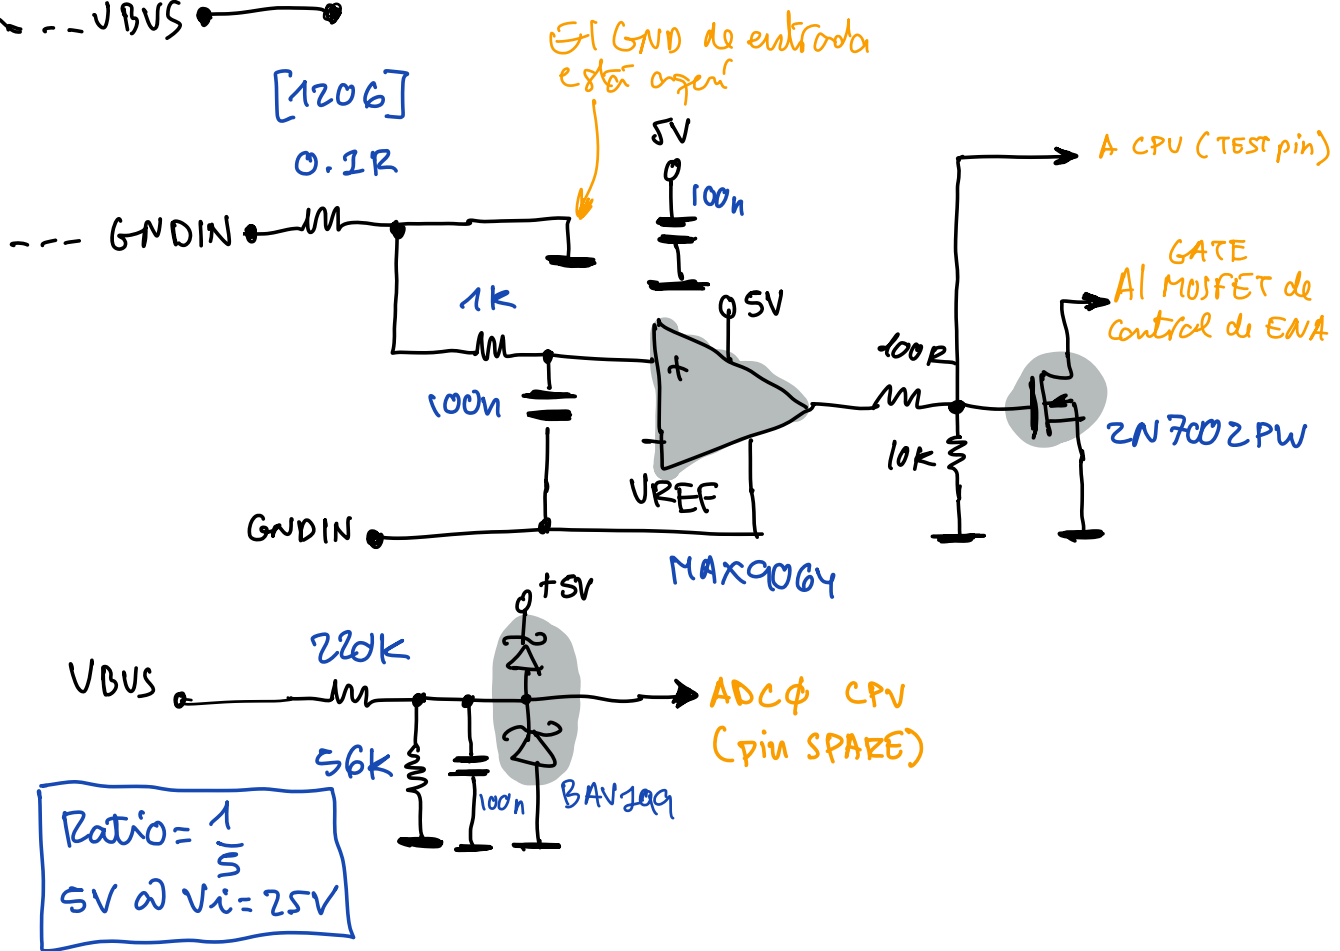 VBUS
El GND de entrada
está aquí
[1206]
0.1R
5V
100n
A CPU (TEST pin)
GNDIN
GATE
Al MOSFET de
control de ENA
1K
5V
100R
+
100n
2N7002PW
10K
-
VREF
GNDIN
MAX9064
+5V
220K
VBUS
ADCØ CPU
(pin SPARE)
56K
100n
BAV199
Ratio = 1/5
5V @ Vi = 25V